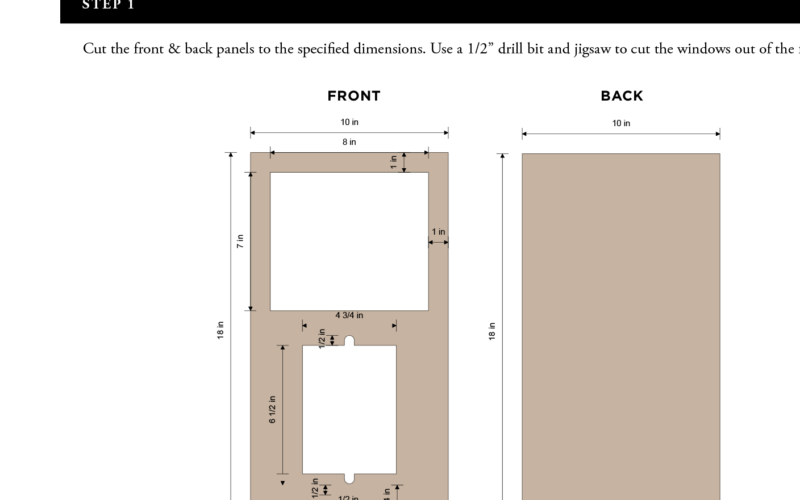 STEP 1
Cut the front & back panels to the specified dimensions. Use a 1/2” drill bit and jigsaw to cut the windows out of the
FRONT
BACK
10 in
10 in
8 in
1 in
1 in
7 in
4 3/4 in
18 in
18 in
1/2 in
6 1/2 in
1/2 in
1/2 in
in